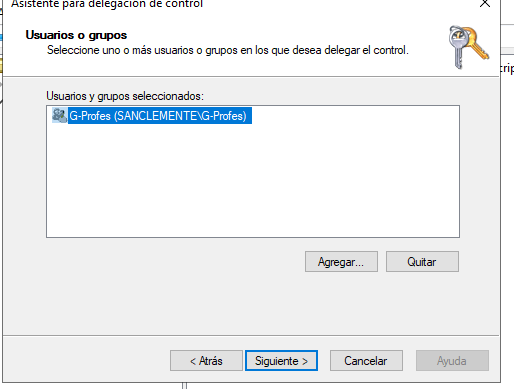 Asistente para delegación de control
Usuarios o grupos
Seleccione uno o más usuarios o grupos en los que desea delegar el control.
Usuarios y grupos seleccionados:
G-Profes (SANCLEMENTE\G-Profes)
Agregar...
Quitar
< Atrás
Siguiente >
Cancelar
Ayuda